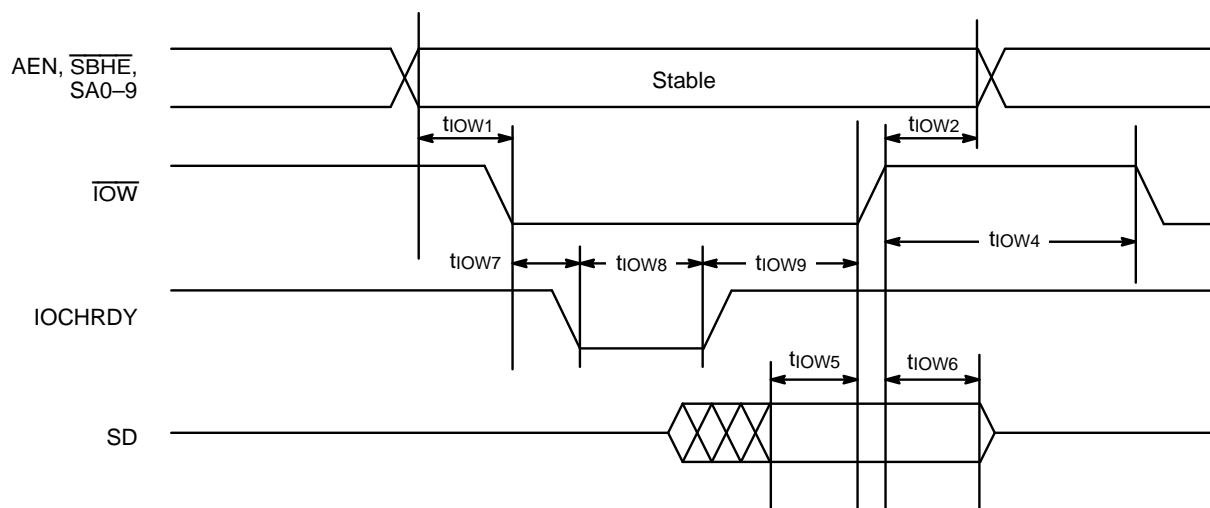 AEN, SBHE,
SA0–9
Stable
tIOW1
tIOW2
IOW
tIOW4
tIOW7
tIOW8
tIOW9
IOCHRDY
tIOW5
tIOW6
SD